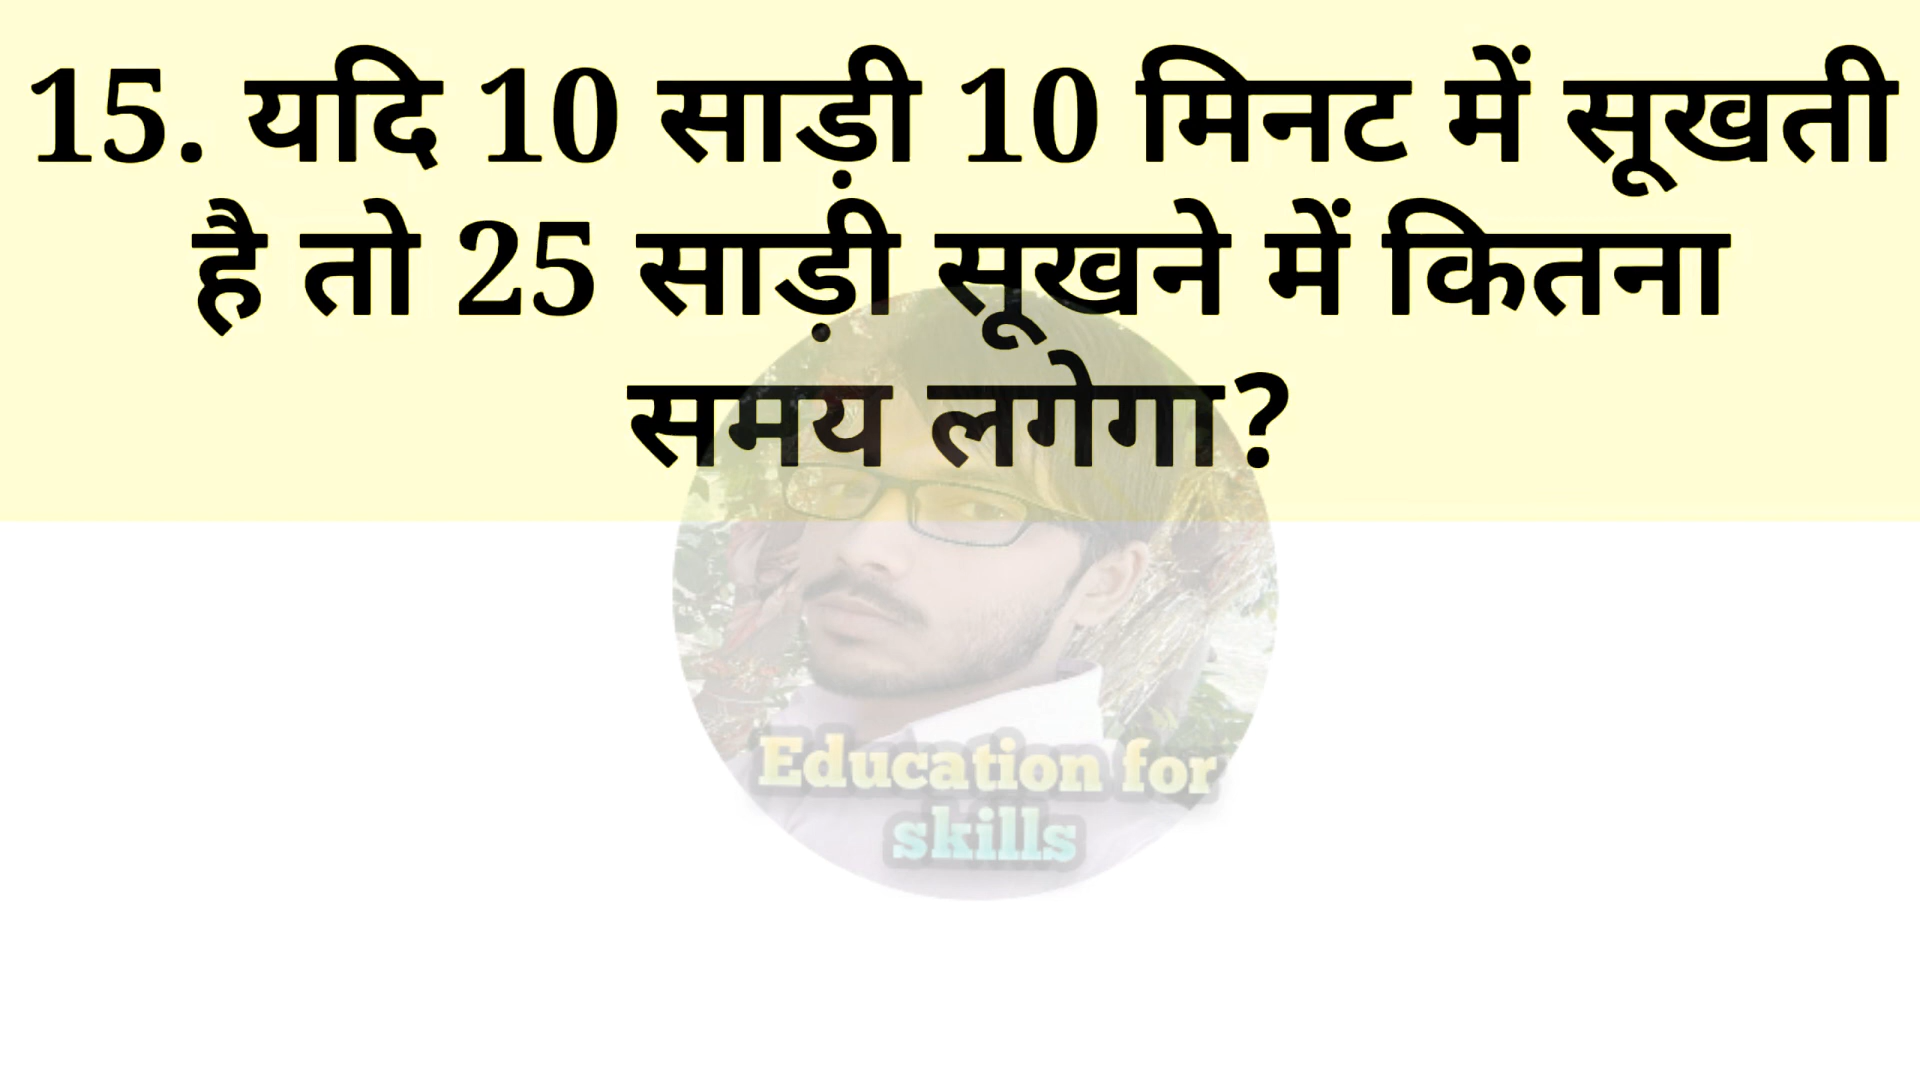 15. यदि 10 साड़ी 10 मिनट में सूखती
है तो 25 साड़ी सूखने में कितना
समय लगेगा?
Education for
skills